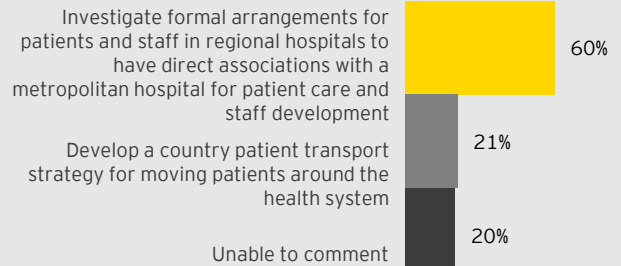 Investigate formal arrangements for
patients and staff in regional hospitals to
have direct associations with a
metropolitan hospital for patient care and
staff development
60%
Develop a country patient transport
strategy for moving patients around the
health system
21%
Unable to comment
20%